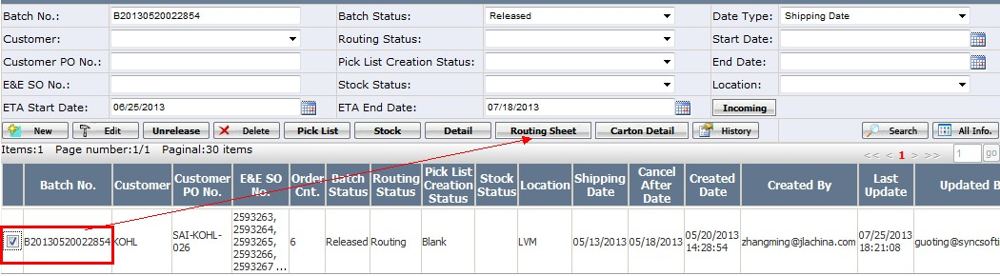 Batch No.: B20130520022854 Batch Status: Released Date Type: Shipping Date
Customer: Routing Status: Start Date:
Customer PO No.: Pick List Creation Status: End Date:
E&E SO No.: Stock Status: Location:
ETA Start Date: 06/25/2013 ETA End Date: 07/18/2013 Incoming
New Edit Unrelease Delete Pick List Stock Detail Routing Sheet Carton Detail History Search All Info.
Items:1 Page number:1/1 Paginal:30 items << < 1 > >> 1 go
Batch No. Customer Customer PO No. E&E SO No. Order Cnt. Batch Status Routing Status Pick List Creation Status Stock Status Location Shipping Date Cancel After Date Created Date Created By Last Update Updated B
B20130520022854 KOHL SAI-KOHL-026 2593263, 2593264, 2593265, 2593266, 2593267 ... 6 Released Routing Blank LVM 05/13/2013 05/18/2013 05/20/2013 14:28:54 zhangming@jlachina.com 07/25/2013 18:21:08 guoting@syncsofti